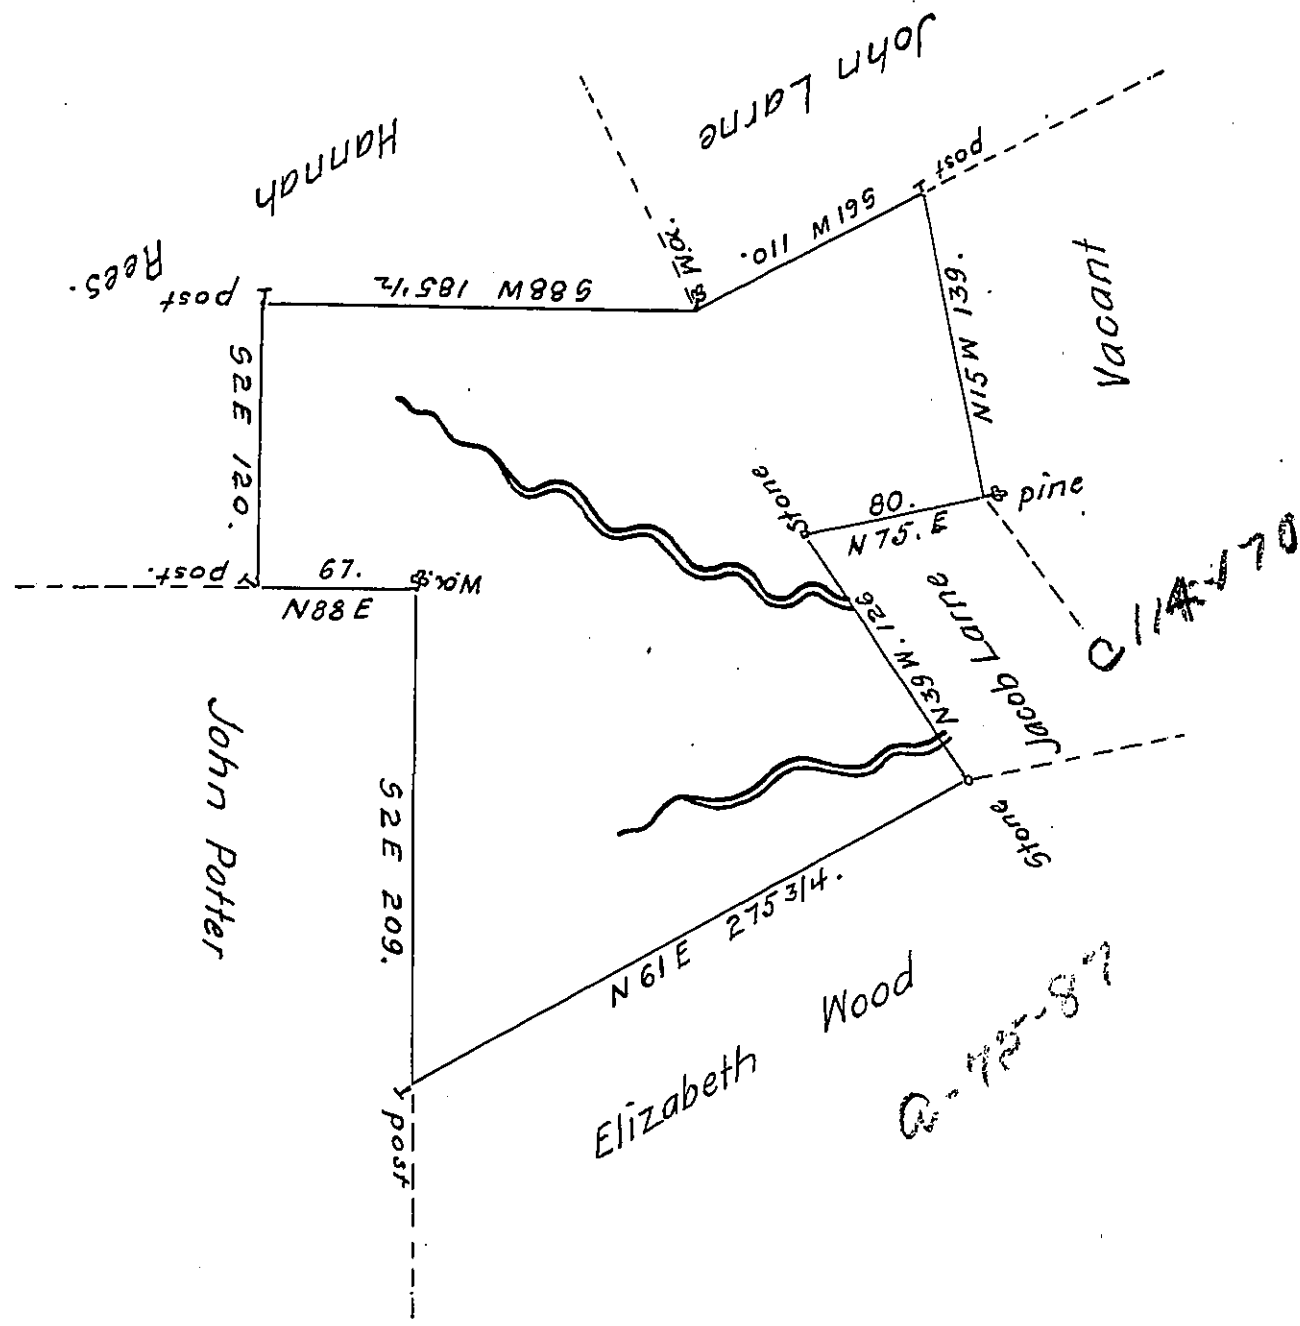 John Larne
Hannah
Rees.
post
S61W 110.
W.O.
post
S88W 185 1/2
N15W 139.
Vacant
S2E 120.
Stone
80.
N75.E
pine
post.
67.
N88E
W.O.
N39W. 126
Jacob Larne
C 114-170
John Potter
S2E 209.
Stone
N61E 275 3/4.
Elizabeth Wood
post